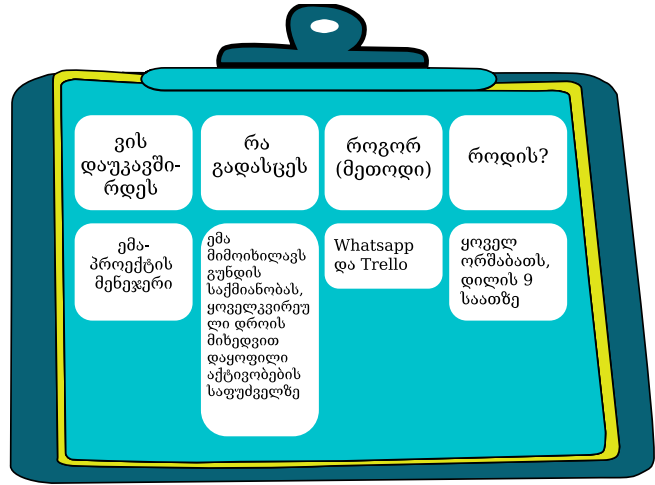 ვის
დაუკავში-
რდეს
რა
გადასცეს
როგორ
(მეთოდი)
როდის?
ემა-
პროექტის
მენეჯერი
ემა
მიმოიხილავს
გუნდის
საქმიანობას,
ყოველკვირეუ
ლი დროის
მიხედვით
დაყოფილი
აქტივობების
საფუძველზე
Whatsapp
და Trello
ყოველ
ორშაბათს,
დილის 9
საათზე